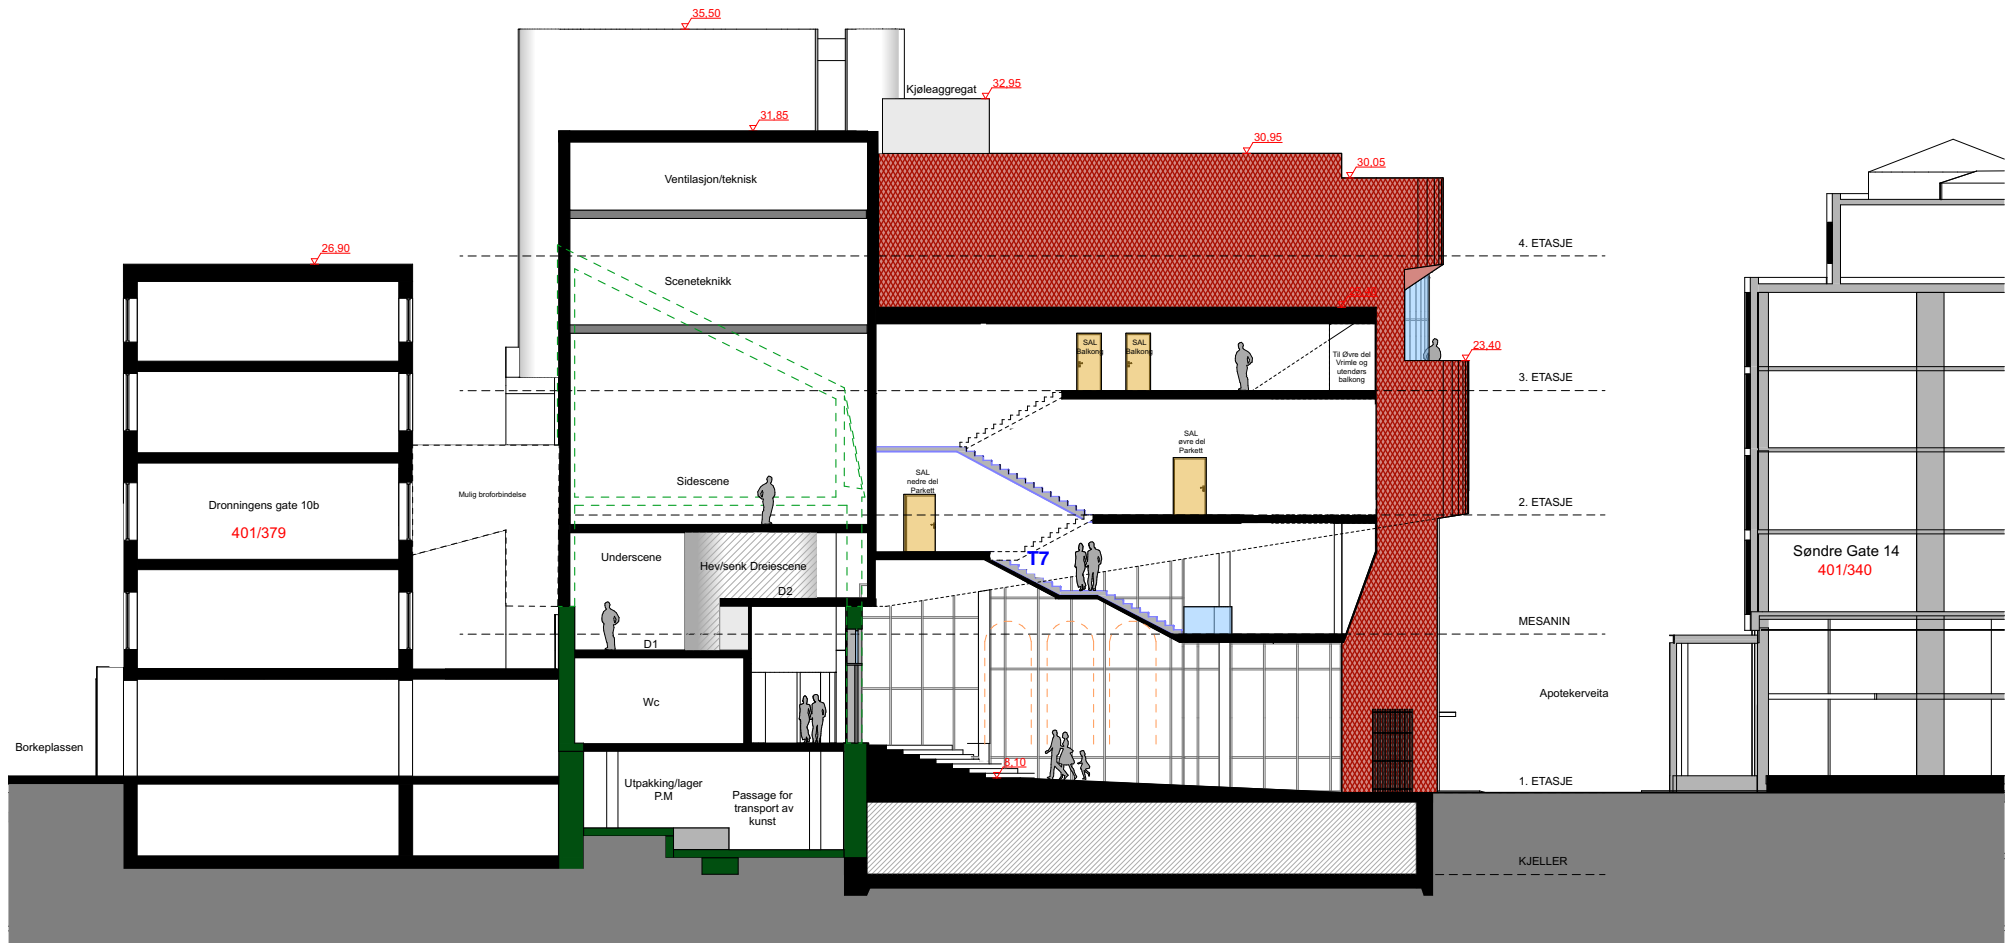 35,50
Kjøleaggregat
32,95
31,85
30,95
30,05
Ventilasjon/teknisk
26,90
4. ETASJE
Sceneteknikk
23,40
SAL
Balkong
SAL
Balkong
Til Øvre del
Vrimle og
utendørs
balkong
3. ETASJE
SAL
øvre del
Parkett
SAL
nedre del
Parkett
Sidescene
Mulig broforbindelse
Dronningens gate 10b
401/379
2. ETASJE
Underscene
Hev/senk Dreiescene
D2
T7
Søndre Gate 14
401/340
MESANIN
D1
Wc
Apotekerveita
Borkeplassen
8,10
1. ETASJE
Utpakking/lager
P.M
Passage for
transport av
kunst
KJELLER